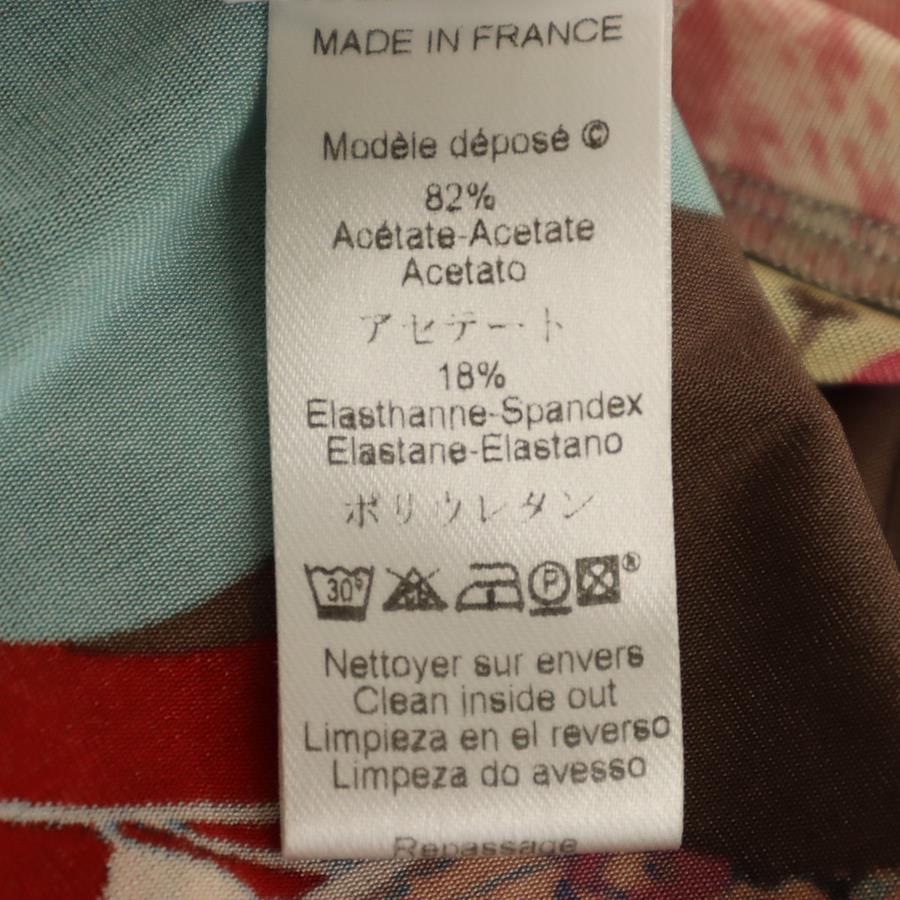 MADE IN FRANCE
Modèle déposé ©
82%
Acétate-Acetate
Acetato
アセテート
18%
Elasthanne-Spandex
Elastane-Elastano
ポリウレタン
30° P ®
Nettoyer sur envers
Clean inside out
Limpieza en el reverso
Limpeza do avesso
Repassage